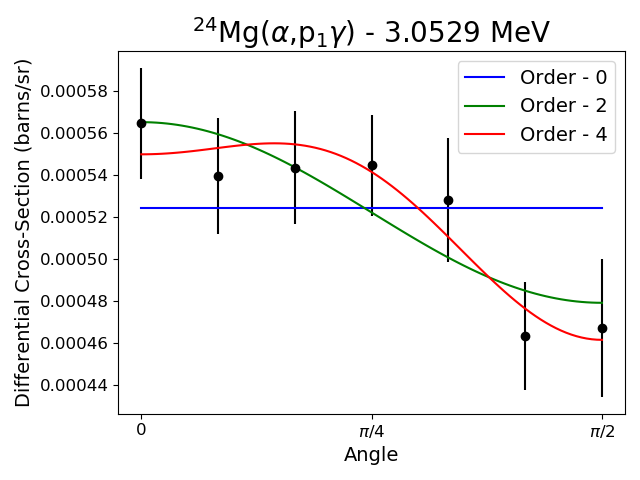 ²⁴Mg(α,p₁γ) - 3.0529 MeV
Order - 0
Order - 2
Order - 4
Differential Cross-Section (barns/sr)
0.00058
0.00056
0.00054
0.00052
0.00050
0.00048
0.00046
0.00044
0 π/4 π/2
Angle